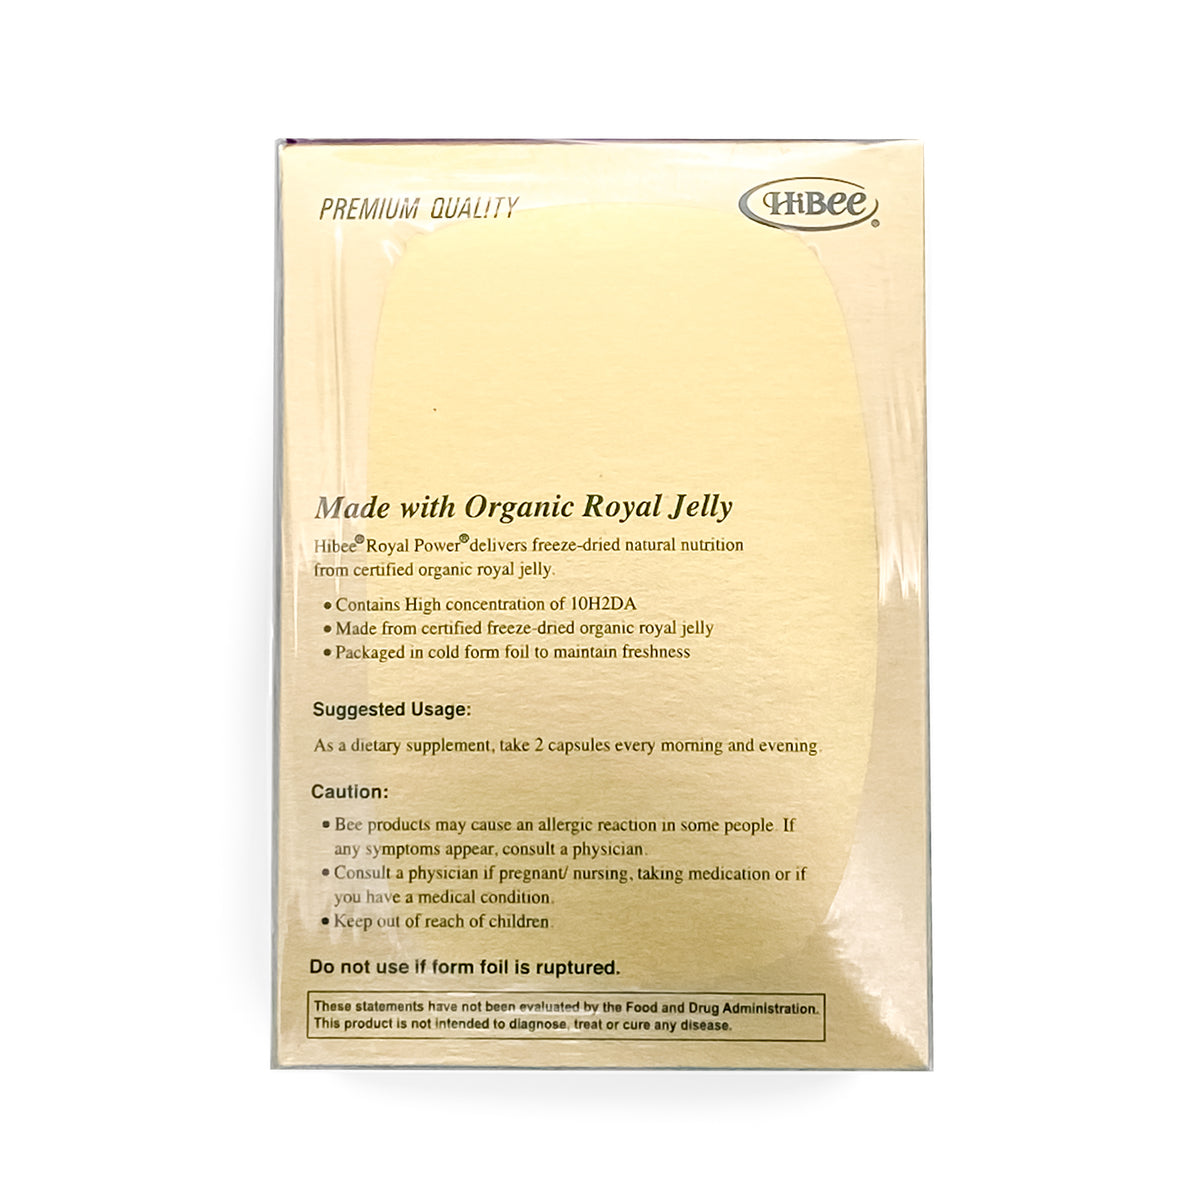 PREMIUM QUALITY
HiBEE®
Made with Organic Royal Jelly
Hibee® Royal Power® delivers freeze-dried natural nutrition
from certified organic royal jelly.
• Contains High concentration of 10H2DA
• Made from certified freeze-dried organic royal jelly
• Packaged in cold form foil to maintain freshness
Suggested Usage:
As a dietary supplement, take 2 capsules every morning and evening.
Caution:
• Bee products may cause an allergic reaction in some people. If
any symptoms appear, consult a physician.
• Consult a physician if pregnant/ nursing, taking medication or if
you have a medical condition.
• Keep out of reach of children.
Do not use if form foil is ruptured.
These statements have not been evaluated by the Food and Drug Administration.
This product is not intended to diagnose, treat or cure any disease.